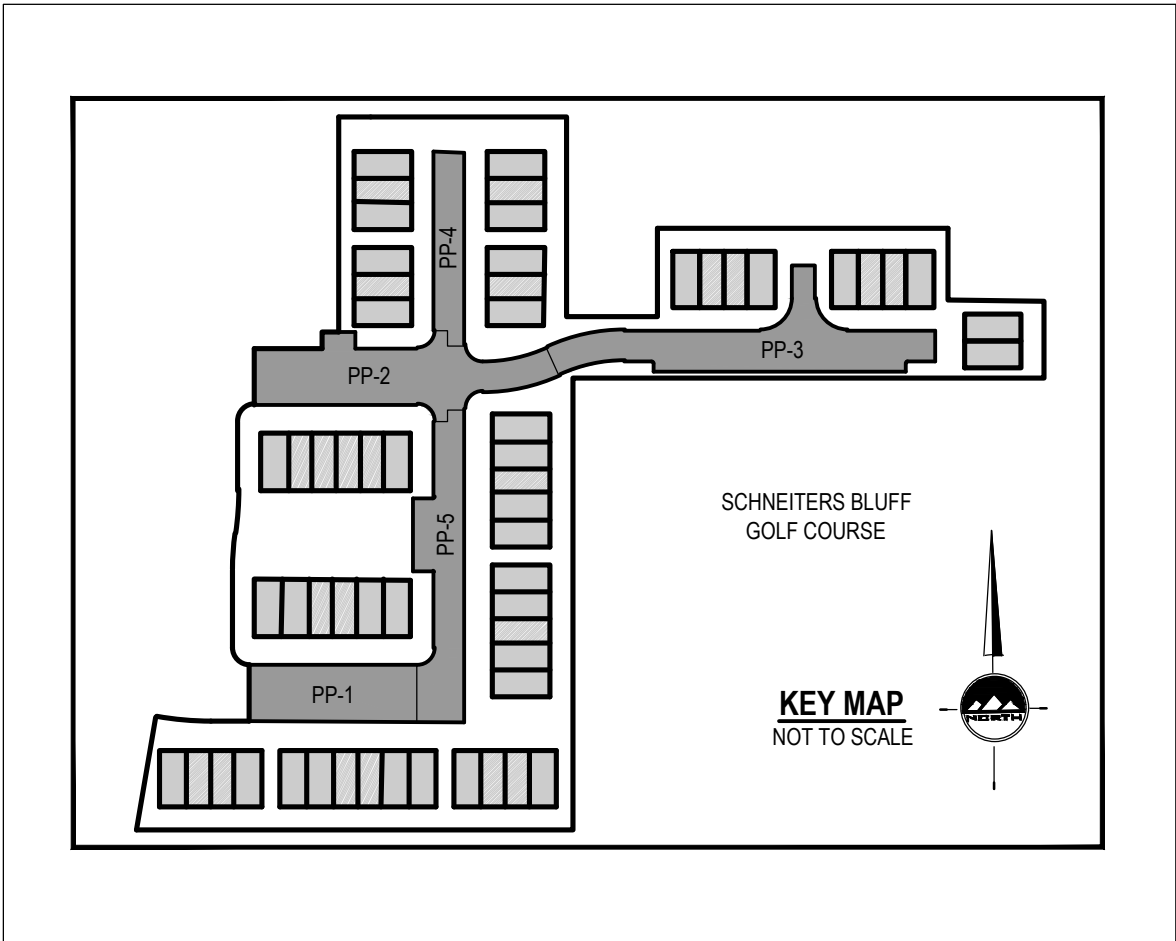 PP-4
PP-2
PP-3
PP-5
SCHNEITERS BLUFF
GOLF COURSE
PP-1
KEY MAP
NOT TO SCALE
NORTH